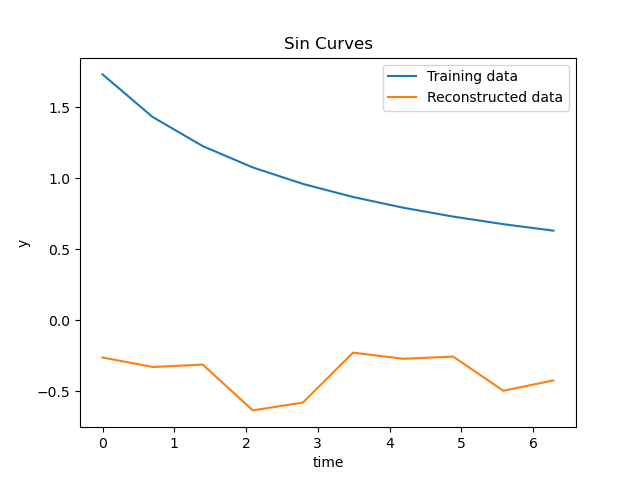 Sin Curves
Training data
Reconstructed data
1.5
1.0
0.5
0.0
−0.5
y
0 1 2 3 4 5 6
time